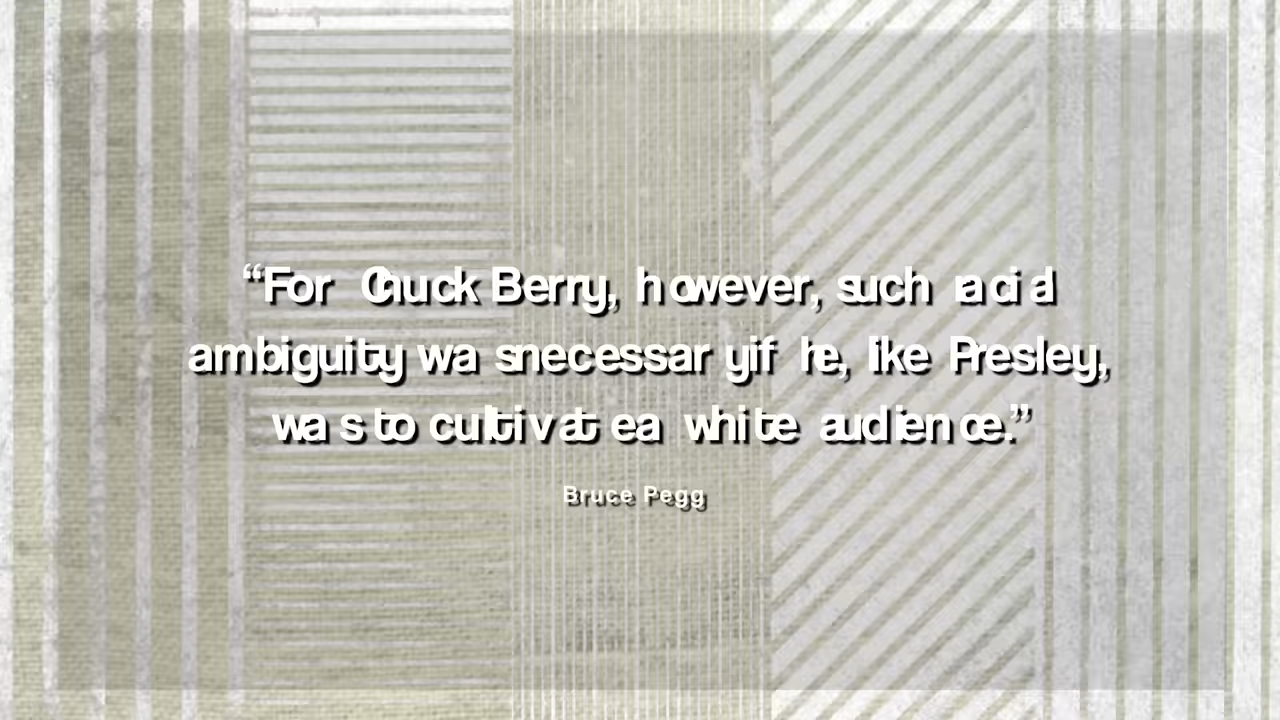 “For Chuck Berry, however, such racial
ambiguity was necessary if he, like Presley,
was to cultivate a white audience.”
Bruce Pegg